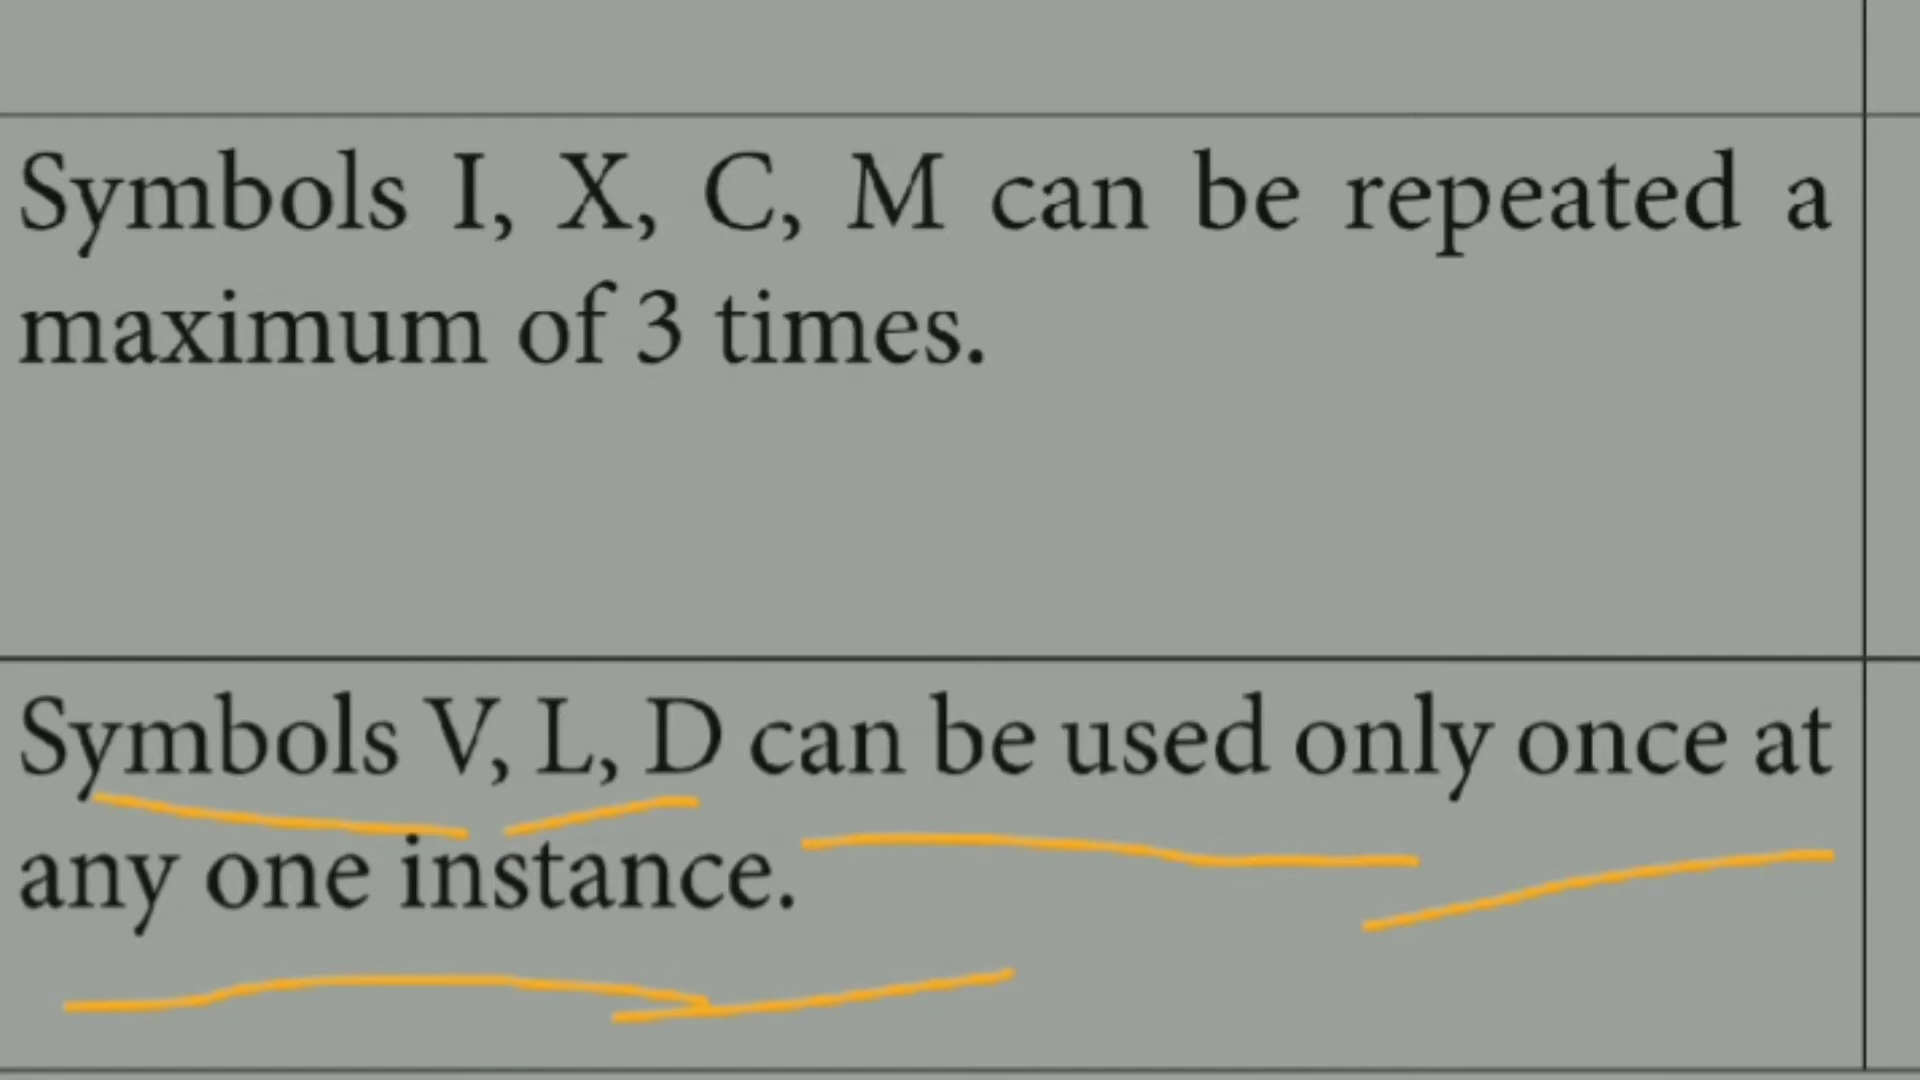 Symbols I, X, C, M can be repeated a
maximum of 3 times.
Symbols V, L, D can be used only once at
any one instance.